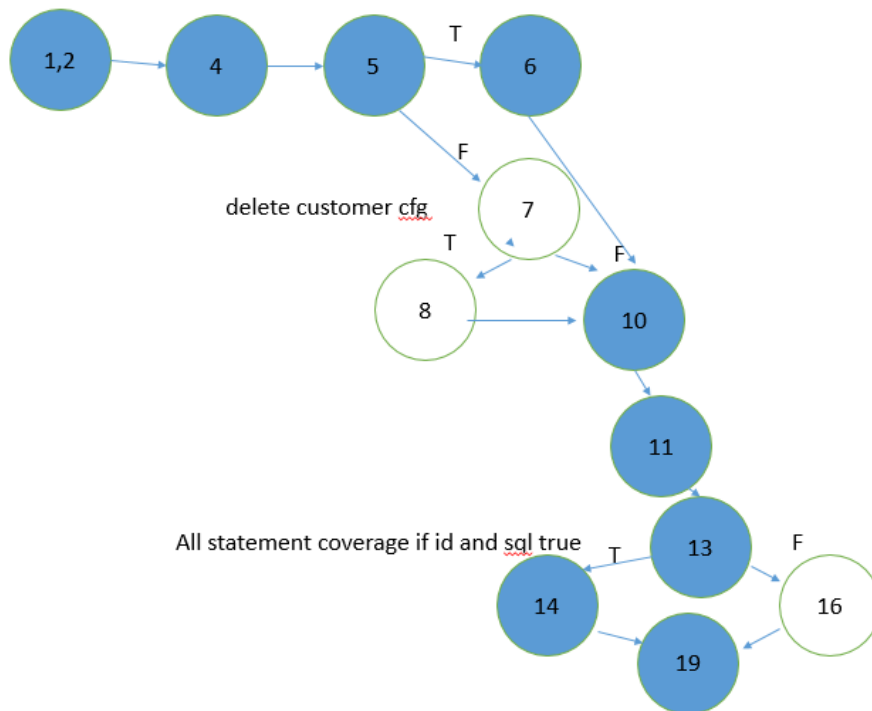 T
1,2
4
5
6
F
delete customer cfg
7
T
F
8
10
11
All statement coverage if id and sql true
T
13
F
14
16
19